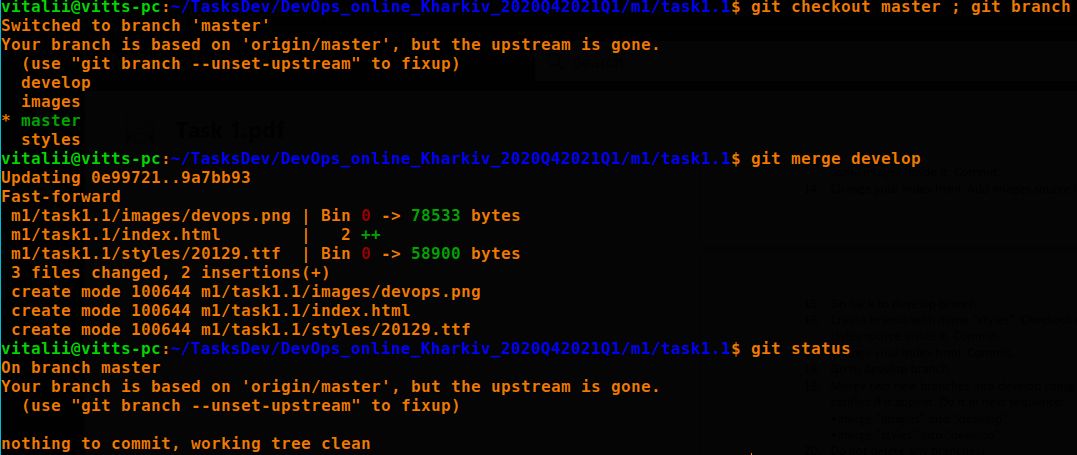 vitalii@vitts-pc:~/TasksDev/DevOps_online_Kharkiv_2020Q42021Q1/m1/task1.1$ git checkout master ; git branch
Switched to branch 'master'
Your branch is based on 'origin/master', but the upstream is gone.
  (use "git branch --unset-upstream" to fixup)
  develop
  images
* master
  styles
vitalii@vitts-pc:~/TasksDev/DevOps_online_Kharkiv_2020Q42021Q1/m1/task1.1$ git merge develop
Updating 0e99721..9a7bb93
Fast-forward
 m1/task1.1/images/devops.png | Bin 0 -> 78533 bytes
 m1/task1.1/index.html        |   2 ++
 m1/task1.1/styles/20129.ttf  | Bin 0 -> 58900 bytes
 3 files changed, 2 insertions(+)
 create mode 100644 m1/task1.1/images/devops.png
 create mode 100644 m1/task1.1/index.html
 create mode 100644 m1/task1.1/styles/20129.ttf
vitalii@vitts-pc:~/TasksDev/DevOps_online_Kharkiv_2020Q42021Q1/m1/task1.1$ git status
On branch master
Your branch is based on 'origin/master', but the upstream is gone.
  (use "git branch --unset-upstream" to fixup)

nothing to commit, working tree clean
Task 1.pdf